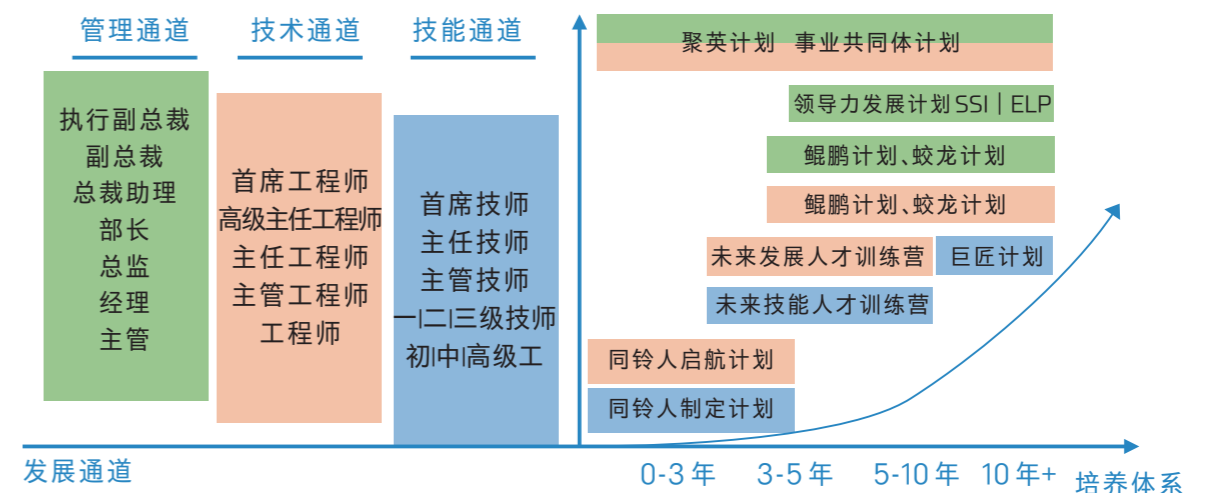 管理通道
技术通道
技能通道
执行副总裁
副总裁
总裁助理
部长
总监
经理
主管
首席工程师
高级主任工程师
主任工程师
主管工程师
工程师
首席技师
主任技师
主管技师
一|二|三级技师
初|中|高级工
聚英计划 事业共同体计划
领导力发展计划 SSI｜ELP
鲲鹏计划、蛟龙计划
鲲鹏计划、蛟龙计划
未来发展人才训练营
巨匠计划
未来技能人才训练营
同铃人启航计划
同铃人制定计划
发展通道
0-3 年
3-5 年
5-10 年
10 年+
培养体系